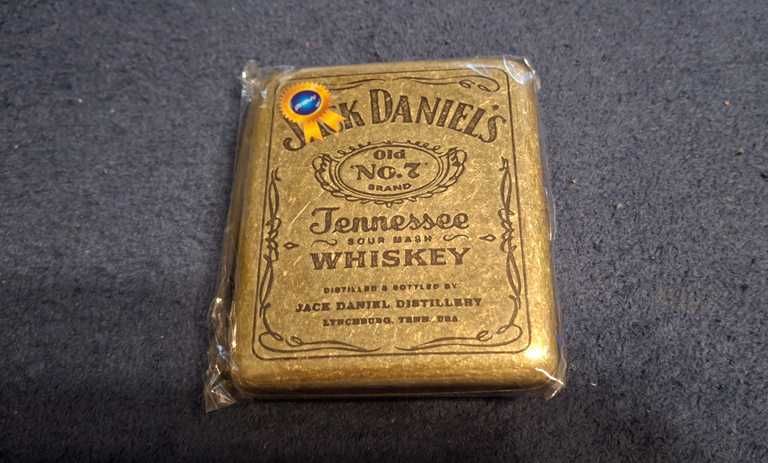 JACK DANIEL'S
Old
NO.7
BRAND
Tennessee
SOUR MASH
WHISKEY
DISTILLED & BOTTLED BY
JACK DANIEL DISTILLERY
LYNCHBURG, TENN. USA